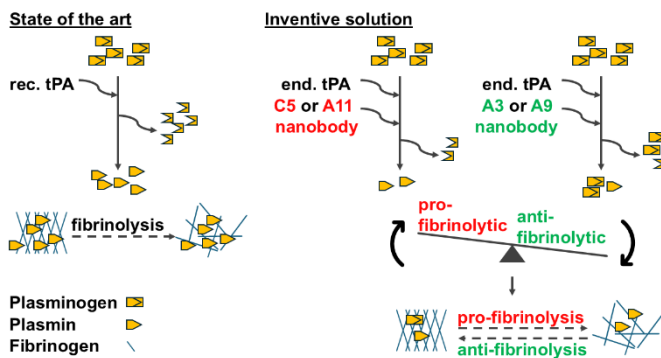 State of the art
rec. tPA
fibrinolysis
Plasminogen
Plasmin
Fibrinogen
Inventive solution
end. tPA
C5 or A11
nanobody
end. tPA
A3 or A9
nanobody
pro-
fibrinolytic
anti-
fibrinolytic
pro-fibrinolysis
anti-fibrinolysis